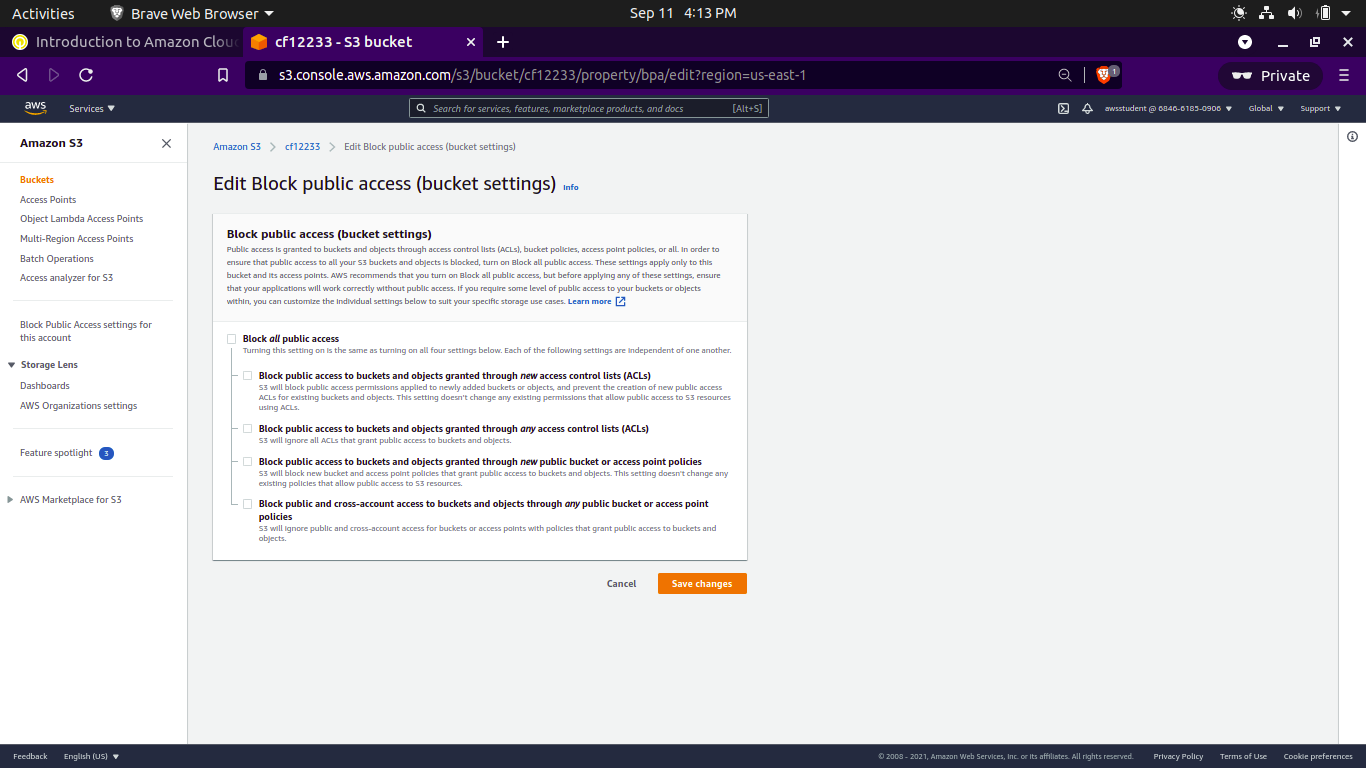 Activities Brave Web Browser Sep 11 4:13 PM
Introduction to Amazon Clou cf12233 - S3 bucket
s3.console.aws.amazon.com/s3/bucket/cf12233/property/bpa/edit?region=us-east-1 1 Private
aws Services Search for services, features, marketplace products, and docs [Alt+S] awsstudent @ 6846-6185-0906 Global Support
Amazon S3
Buckets
Access Points
Object Lambda Access Points
Multi-Region Access Points
Batch Operations
Access analyzer for S3
Block Public Access settings for
this account
Storage Lens
Dashboards
AWS Organizations settings
Feature spotlight 3
AWS Marketplace for S3
Amazon S3 cf12233 Edit Block public access (bucket settings)
Edit Block public access (bucket settings) Info
Block public access (bucket settings)
Public access is granted to buckets and objects through access control lists (ACLs), bucket policies, access point policies, or all. In order to
ensure that public access to all your S3 buckets and objects is blocked, turn on Block all public access. These settings apply only to this
bucket and its access points. AWS recommends that you turn on Block all public access, but before applying any of these settings, ensure
that your applications will work correctly without public access. If you require some level of public access to your buckets or objects
within, you can customize the individual settings below to suit your specific storage use cases. Learn more
Block all public access
Turning this setting on is the same as turning on all four settings below. Each of the following settings are independent of one another.
Block public access to buckets and objects granted through new access control lists (ACLs)
S3 will block public access permissions applied to newly added buckets or objects, and prevent the creation of new public access
ACLs for existing buckets and objects. This setting doesn't change any existing permissions that allow public access to S3 resources
using ACLs.
Block public access to buckets and objects granted through any access control lists (ACLs)
S3 will ignore all ACLs that grant public access to buckets and objects.
Block public access to buckets and objects granted through new public bucket or access point policies
S3 will block new bucket and access point policies that grant public access to buckets and objects. This setting doesn't change any
existing policies that allow public access to S3 resources.
Block public and cross-account access to buckets and objects through any public bucket or access point
policies
S3 will ignore public and cross-account access for buckets or access points with policies that grant public access to buckets and
objects.
Cancel Save changes
Feedback English (US) © 2008 - 2021, Amazon Web Services, Inc. or its affiliates. All rights reserved. Privacy Policy Terms of Use Cookie preferences